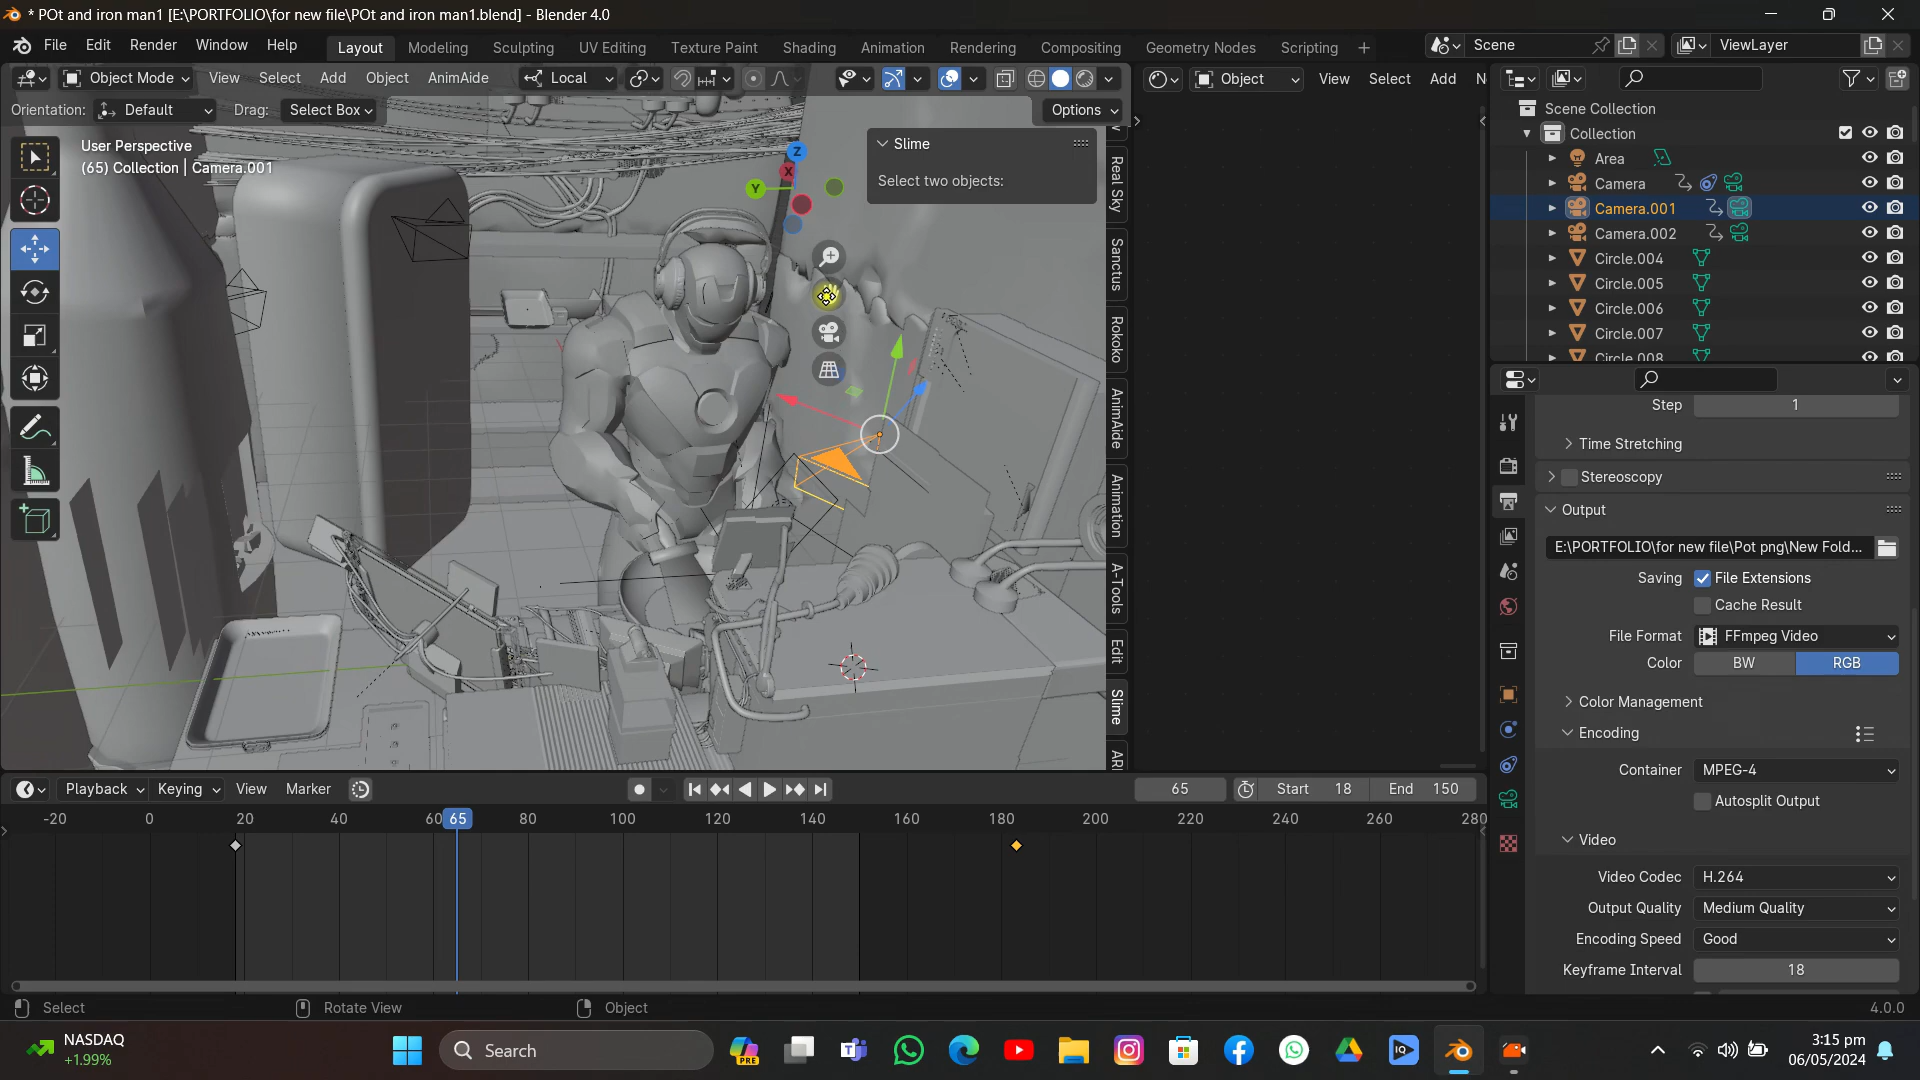 * POt and iron man1 [E:\PORTFOLIO\for new file\POt and iron man1.blend] - Blender 4.0
File Edit Render Window Help
Layout Modeling Sculpting UV Editing Texture Paint Shading Animation Rendering Compositing Geometry Nodes Scripting +
Scene
ViewLayer
Object Mode View Select Add Object AnimAide
Local
Object View Select Add N
Orientation: Default Drag: Select Box
Options
User Perspective
(65) Collection | Camera.001
Slime
Select two objects:
Z
X
Y
Real Sky
Sanctus
Rokoko
AnimAide
Animation
A-Tools
Edit
Slime
Scene Collection
Collection
Area
Camera
Camera.001
Camera.002
Circle.004
Circle.005
Circle.006
Circle.007
Circle.008
Step 1
Time Stretching
Stereoscopy
Output
E:\PORTFOLIO\for new file\Pot png\New Fold...
Saving File Extensions
Cache Result
File Format FFmpeg Video
Color BW RGB
Color Management
Encoding
Container MPEG-4
Autosplit Output
Video
Video Codec H.264
Output Quality Medium Quality
Encoding Speed Good
Keyframe Interval 18
Playback Keying View Marker
65 Start 18 End 150
-20 0 20 40 60 65 80 100 120 140 160 180 200 220 240 260 280
Select Rotate View Object
4.0.0
NASDAQ
+1.99%
Search
PRE
IQ
3:15 pm
06/05/2024